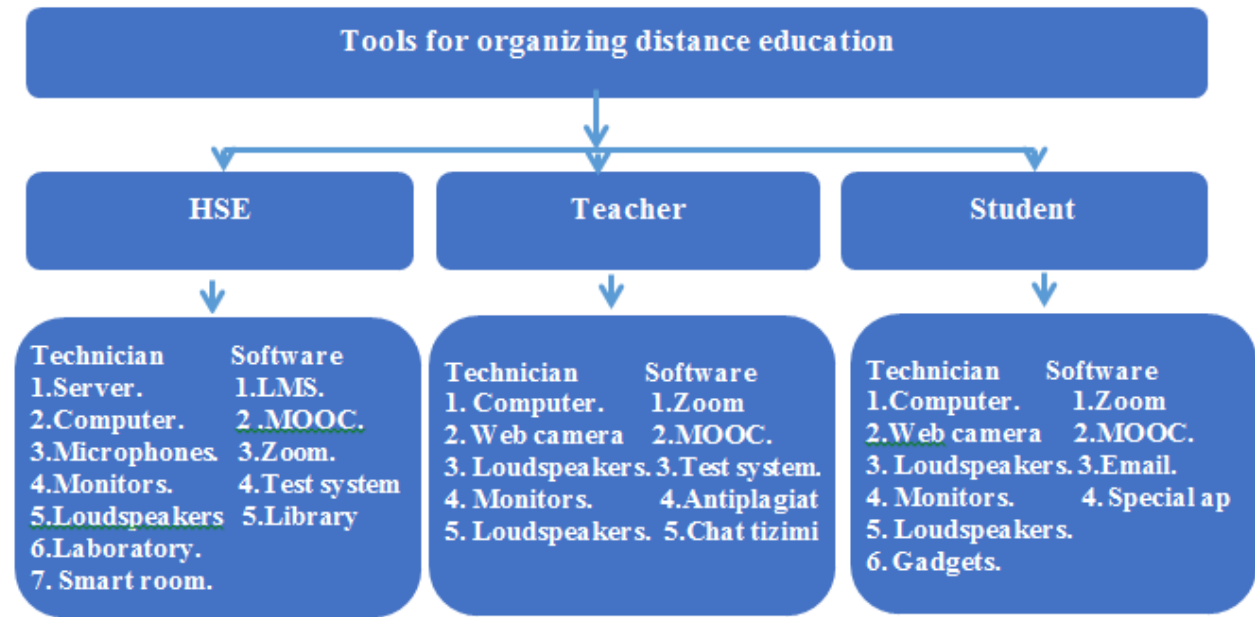 Tools for organizing distance education
HSE
Teacher
Student
Technician Software
1.Server. 1.LMS.
2.Computer. 2 .MOOC.
3.Microphones. 3.Zoom.
4.Monitors. 4.Test system
5.Loudspeakers 5.Library
6.Laboratory.
7. Smart room.
Technician Software
1. Computer. 1.Zoom
2. Web camera 2.MOOC.
3. Loudspeakers. 3.Test system.
4. Monitors. 4.Antiplagiat
5. Loudspeakers. 5.Chat tizimi
Technician Software
1.Computer. 1.Zoom
2.Web camera 2.MOOC.
3. Loudspeakers. 3.Email.
4. Monitors. 4. Special ap
5. Loudspeakers.
6. Gadgets.